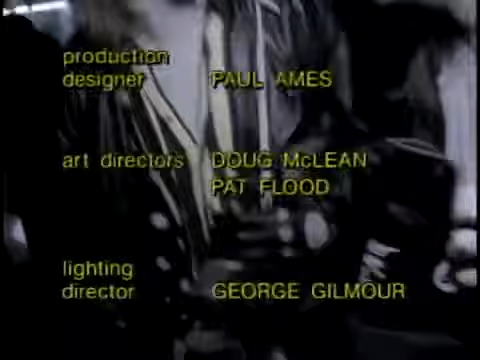 production
designer PAUL AMES
art directors DOUG McLEAN
PAT FLOOD
lighting
director GEORGE GILMOUR